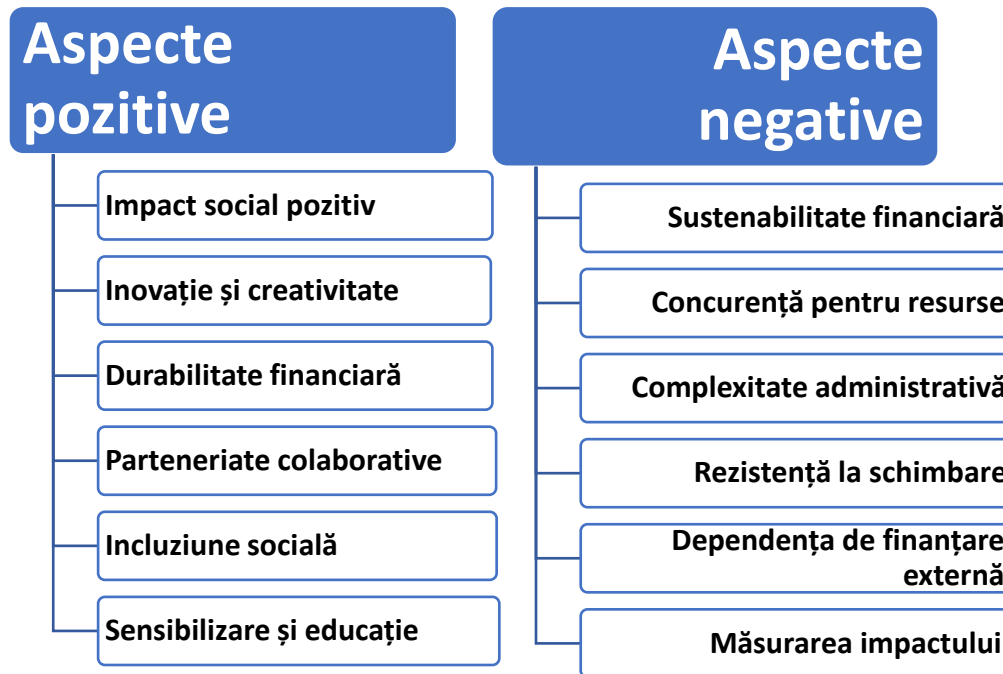 Aspecte
pozitive
Impact social pozitiv
Inovație și creativitate
Durabilitate financiară
Parteneriate colaborative
Incluziune socială
Sensibilizare și educație
Aspecte
negative
Sustenabilitate financiară
Concurență pentru resurse
Complexitate administrativă
Rezistență la schimbare
Dependența de finanțare
externă
Măsurarea impactului